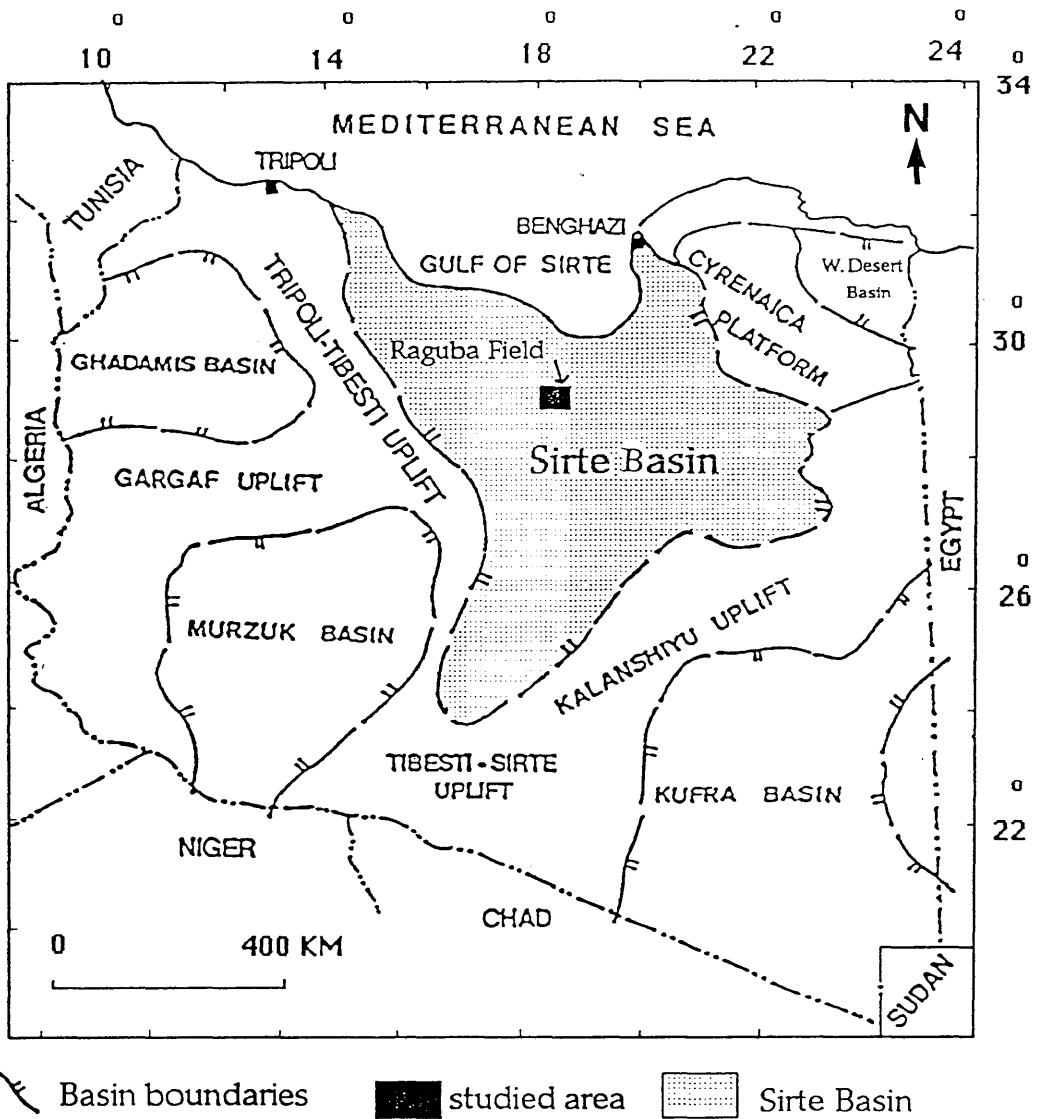 10 14 18 22 24
34
MEDITERRANEAN SEA
N
TRIPOLI
TUNISIA
BENGHAZI
GULF OF SIRTE
CYRENAICA
PLATFORM
W. Desert
Basin
TRIPOLI-TIBESTI UPLIFT
30
Raguba Field
GHADAMIS BASIN
ALGERIA
Sirte Basin
GARGAF UPLIFT
EGYPT
26
MURZUK BASIN
KALANSHIYU UPLIFT
TIBESTI-SIRTE
UPLIFT
KUFRA BASIN
22
NIGER
CHAD
0 400 KM
SUDAN
Basin boundaries
studied area
Sirte Basin